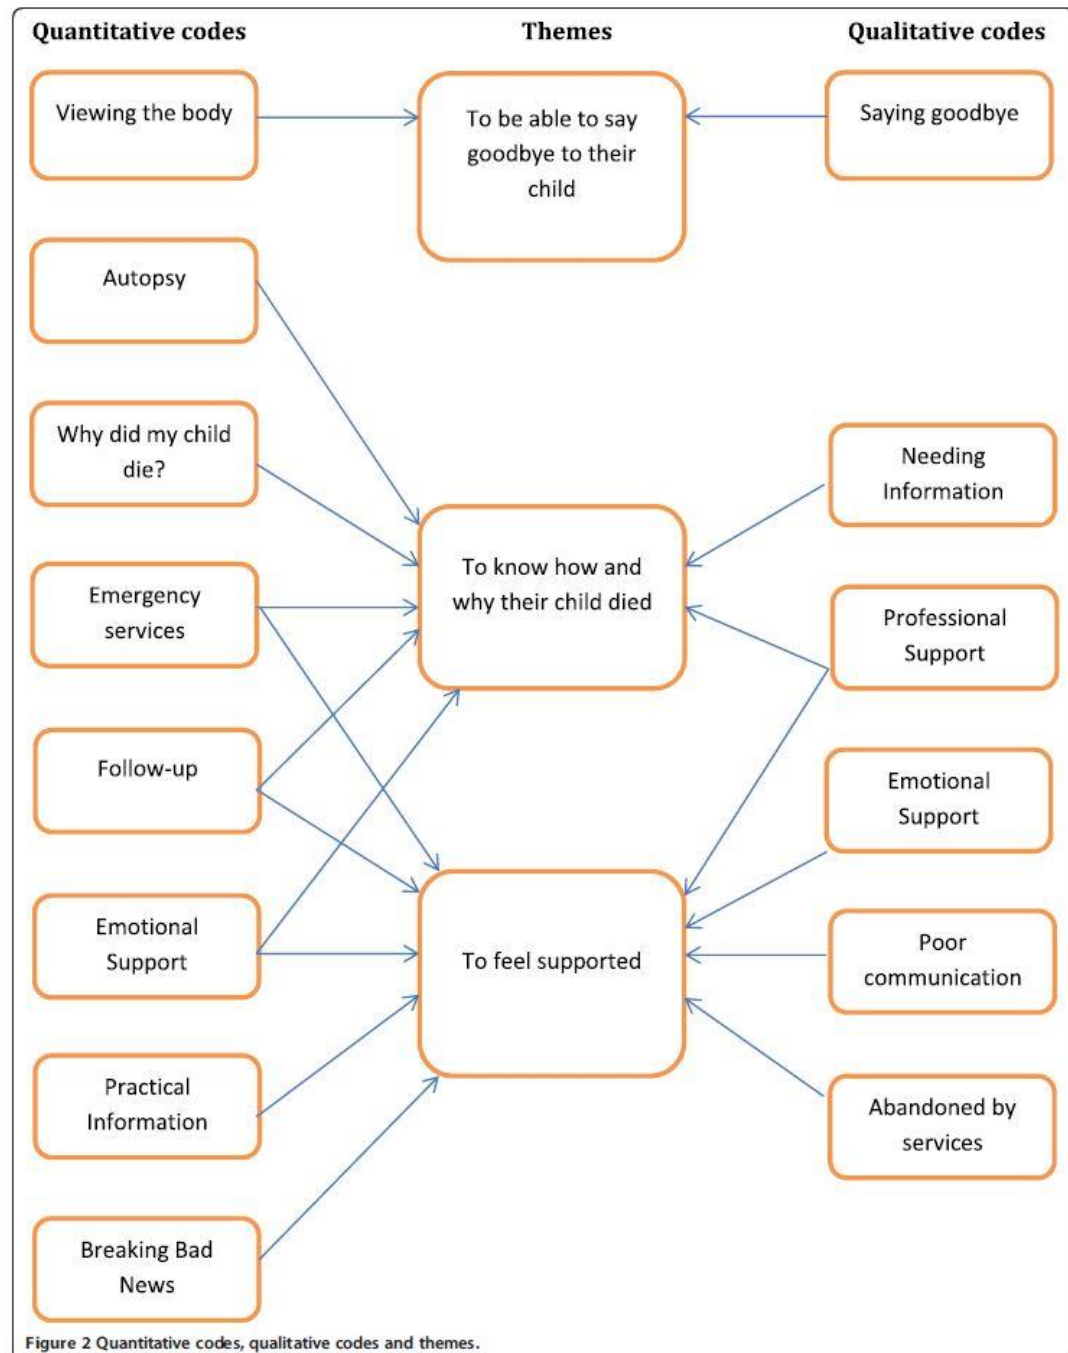 Quantitative codes
Themes
Qualitative codes
Viewing the body
To be able to say
goodbye to their
child
Saying goodbye
Autopsy
Why did my child
die?
Needing
Information
To know how and
why their child died
Emergency
services
Professional
Support
Follow-up
Emotional
Support
Emotional
Support
To feel supported
Poor
communication
Practical
Information
Abandoned by
services
Breaking Bad
News
Figure 2 Quantitative codes, qualitative codes and themes.